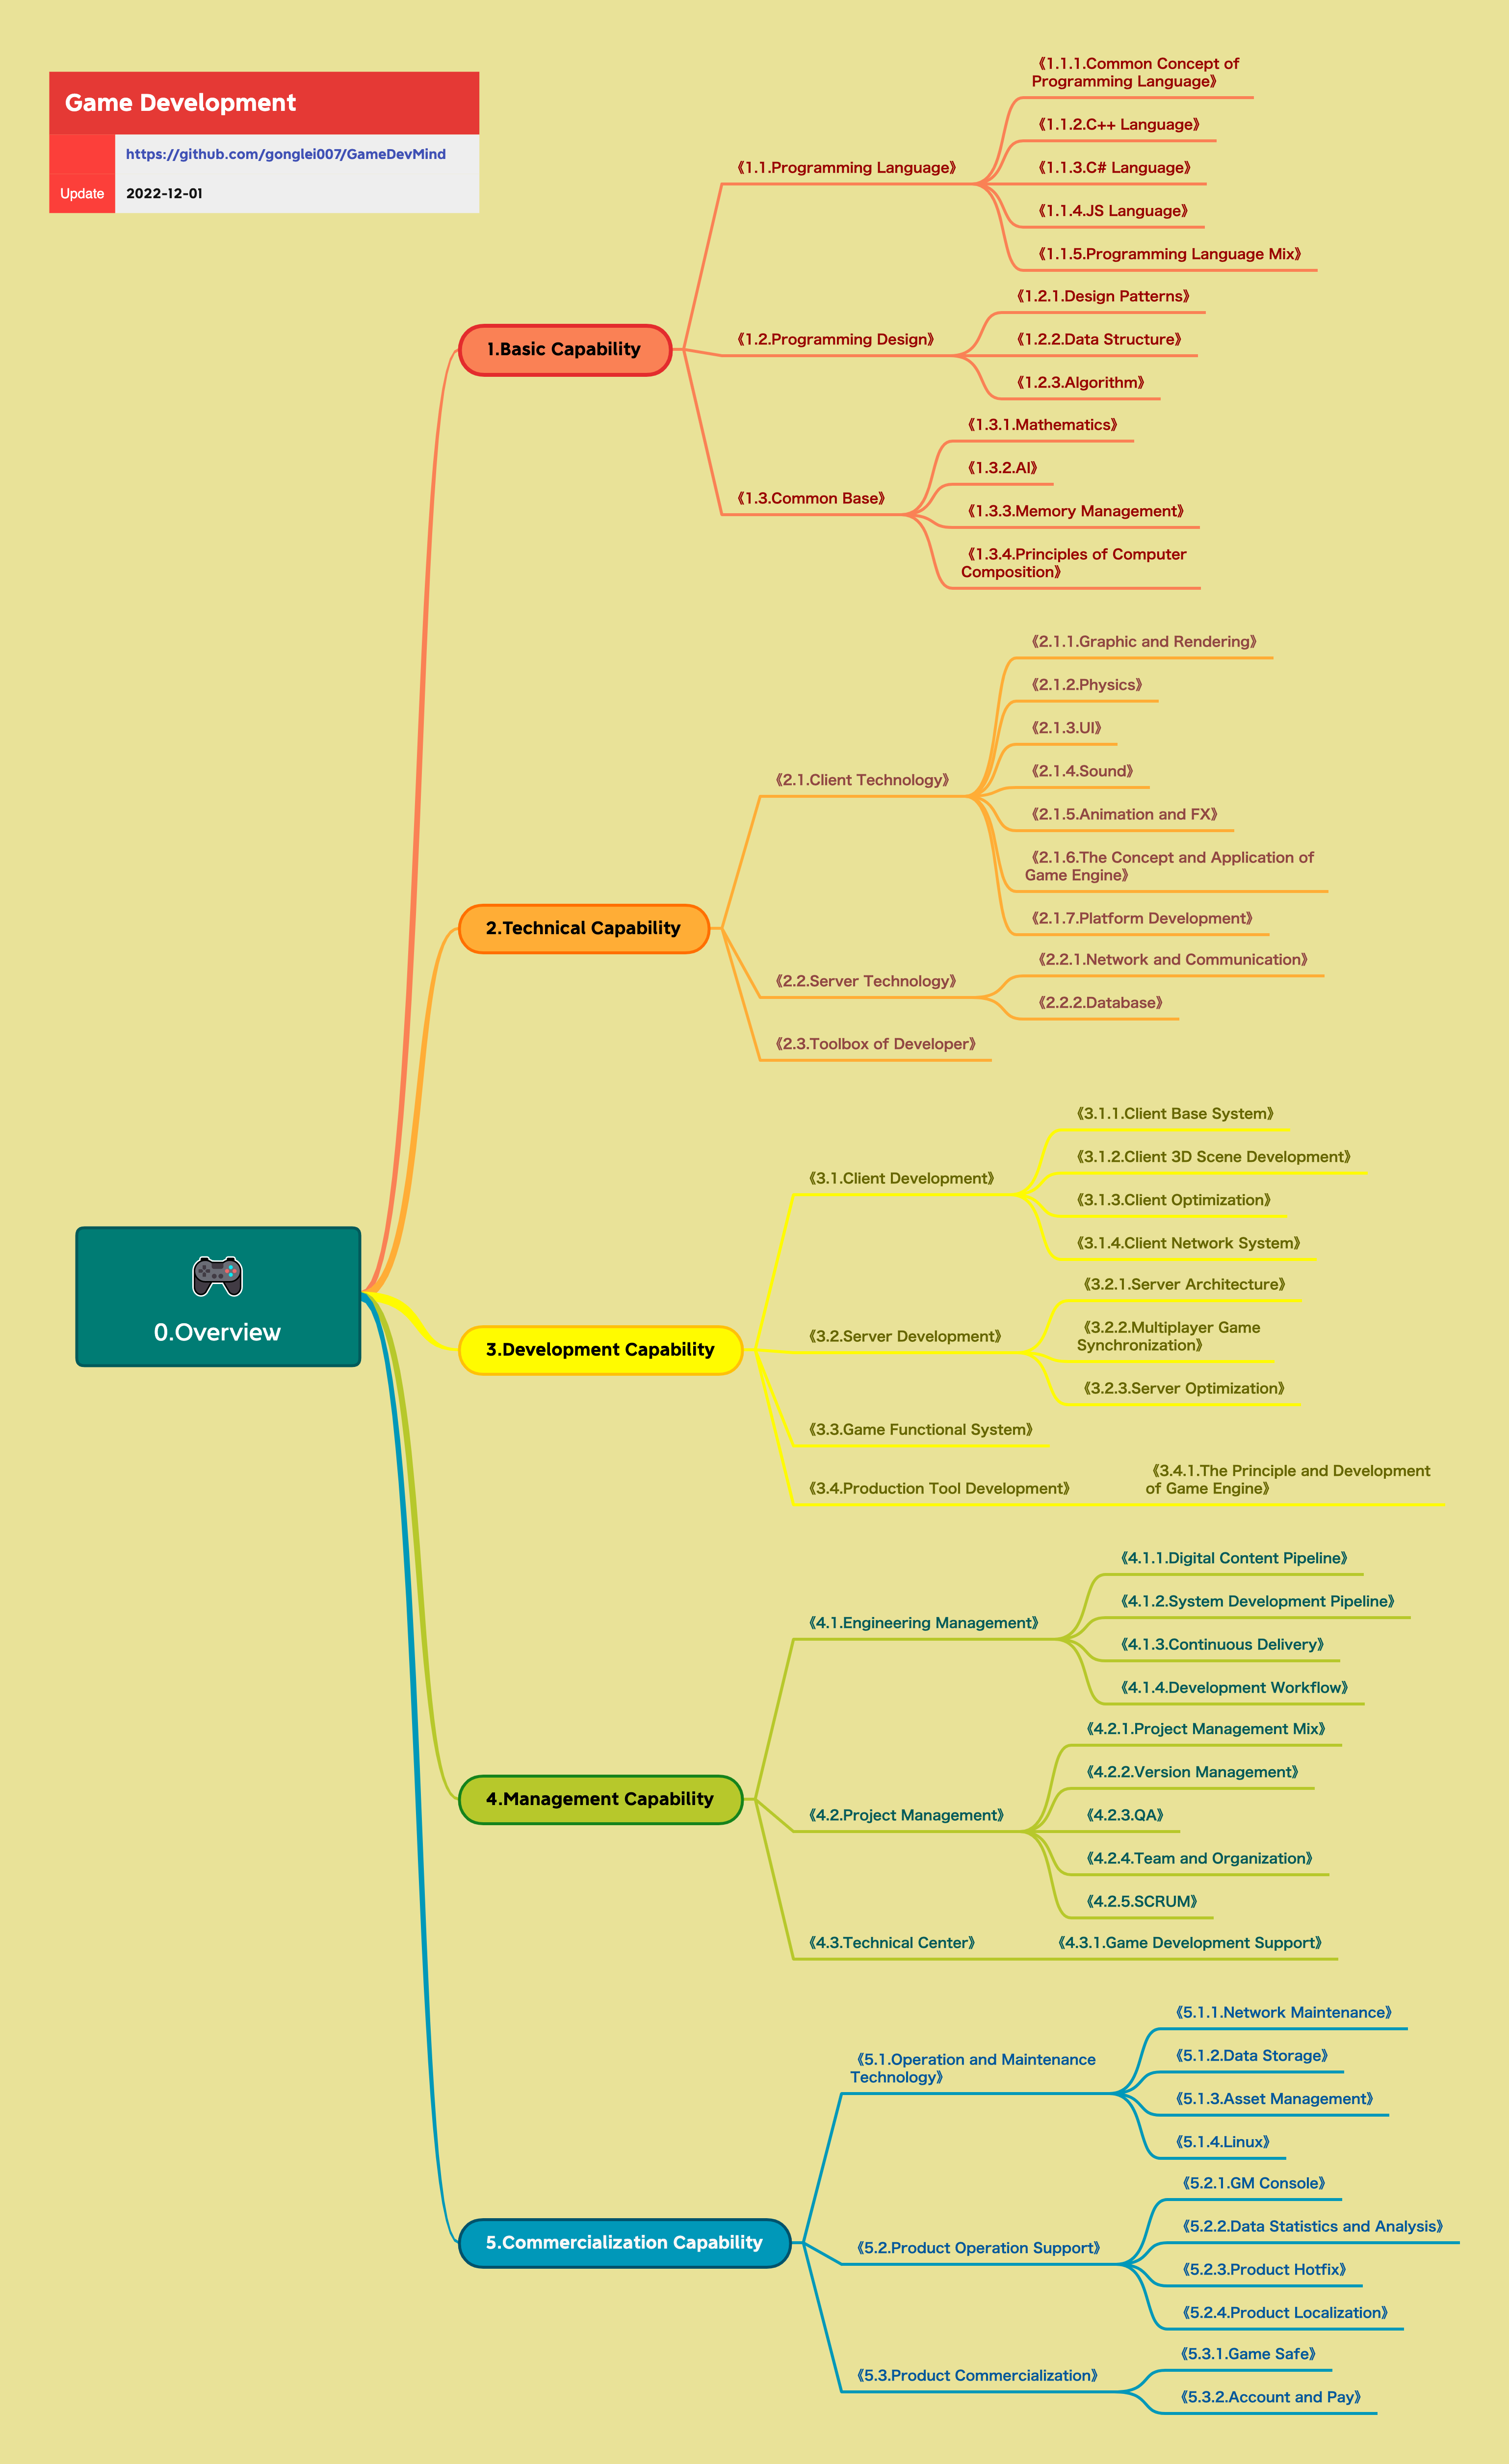 Game Development
https://github.com/gonglei007/GameDevMind
Update
2022-12-01
0.Overview
1.Basic Capability
《1.1.Programming Language》
《1.1.1.Common Concept of
Programming Language》
《1.1.2.C++ Language》
《1.1.3.C# Language》
《1.1.4.JS Language》
《1.1.5.Programming Language Mix》
《1.2.Programming Design》
《1.2.1.Design Patterns》
《1.2.2.Data Structure》
《1.2.3.Algorithm》
《1.3.Common Base》
《1.3.1.Mathematics》
《1.3.2.AI》
《1.3.3.Memory Management》
《1.3.4.Principles of Computer
Composition》
2.Technical Capability
《2.1.Client Technology》
《2.1.1.Graphic and Rendering》
《2.1.2.Physics》
《2.1.3.UI》
《2.1.4.Sound》
《2.1.5.Animation and FX》
《2.1.6.The Concept and Application of
Game Engine》
《2.1.7.Platform Development》
《2.2.Server Technology》
《2.2.1.Network and Communication》
《2.2.2.Database》
《2.3.Toolbox of Developer》
3.Development Capability
《3.1.Client Development》
《3.1.1.Client Base System》
《3.1.2.Client 3D Scene Development》
《3.1.3.Client Optimization》
《3.1.4.Client Network System》
《3.2.Server Development》
《3.2.1.Server Architecture》
《3.2.2.Multiplayer Game
Synchronization》
《3.2.3.Server Optimization》
《3.3.Game Functional System》
《3.4.Production Tool Development》
《3.4.1.The Principle and Development
of Game Engine》
4.Management Capability
《4.1.Engineering Management》
《4.1.1.Digital Content Pipeline》
《4.1.2.System Development Pipeline》
《4.1.3.Continuous Delivery》
《4.1.4.Development Workflow》
《4.2.Project Management》
《4.2.1.Project Management Mix》
《4.2.2.Version Management》
《4.2.3.QA》
《4.2.4.Team and Organization》
《4.2.5.SCRUM》
《4.3.Technical Center》
《4.3.1.Game Development Support》
5.Commercialization Capability
《5.1.Operation and Maintenance
Technology》
《5.1.1.Network Maintenance》
《5.1.2.Data Storage》
《5.1.3.Asset Management》
《5.1.4.Linux》
《5.2.Product Operation Support》
《5.2.1.GM Console》
《5.2.2.Data Statistics and Analysis》
《5.2.3.Product Hotfix》
《5.2.4.Product Localization》
《5.3.Product Commercialization》
《5.3.1.Game Safe》
《5.3.2.Account and Pay》